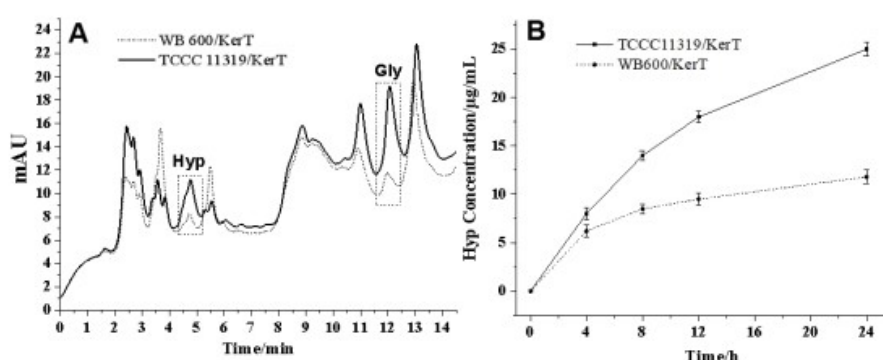 A
WB 600/KerT
TCCC 11319/KerT
Hyp
Gly
mAU
24
22
20
18
16
14
12
10
8
6
4
2
0
0 1 2 3 4 5 6 7 8 9 10 11 12 13 14
Time/min
B
TCCC11319/KerT
WB600/KerT
Hyp Concentration/μg/mL
25
20
15
10
5
0
0 4 8 12 16 20 24
Time/h